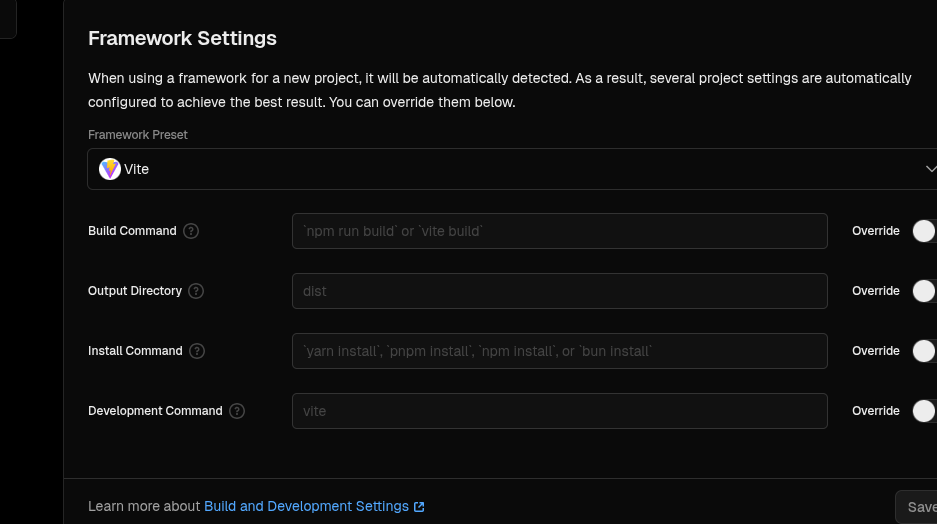 Framework Settings
When using a framework for a new project, it will be automatically detected. As a result, several project settings are automatically
configured to achieve the best result. You can override them below.
Framework Preset
Vite
Build Command ?
`npm run build` or `vite build`
Override
Output Directory ?
dist
Override
Install Command ?
`yarn install`, `pnpm install`, `npm install`, or `bun install`
Override
Development Command ?
vite
Override
Learn more about Build and Development Settings
Save